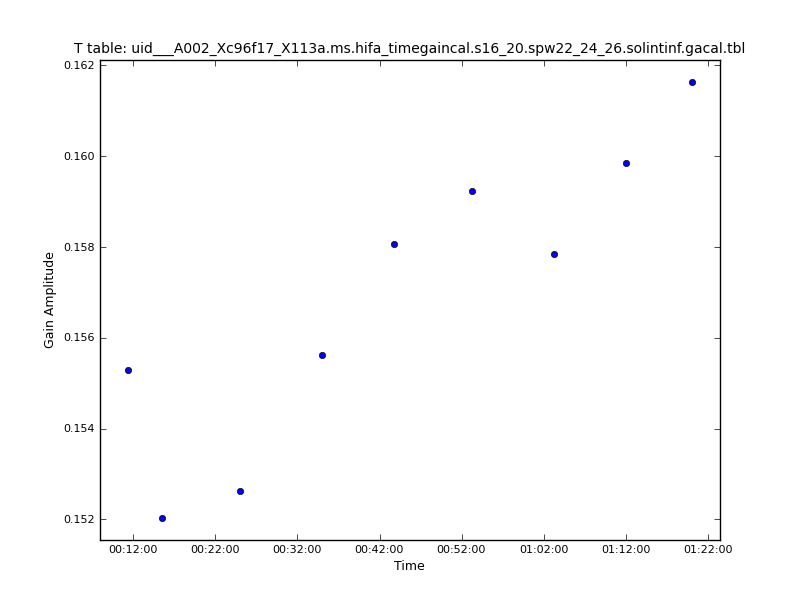 T table: uid___A002_Xc96f17_X113a.ms.hifa_timegaincal.s16_20.spw22_24_26.solintinf.gacal.tbl
0.162
0.160
0.158
0.156
0.154
0.152
Gain Amplitude
00:12:00 00:22:00 00:32:00 00:42:00 00:52:00 01:02:00 01:12:00 01:22:00
Time